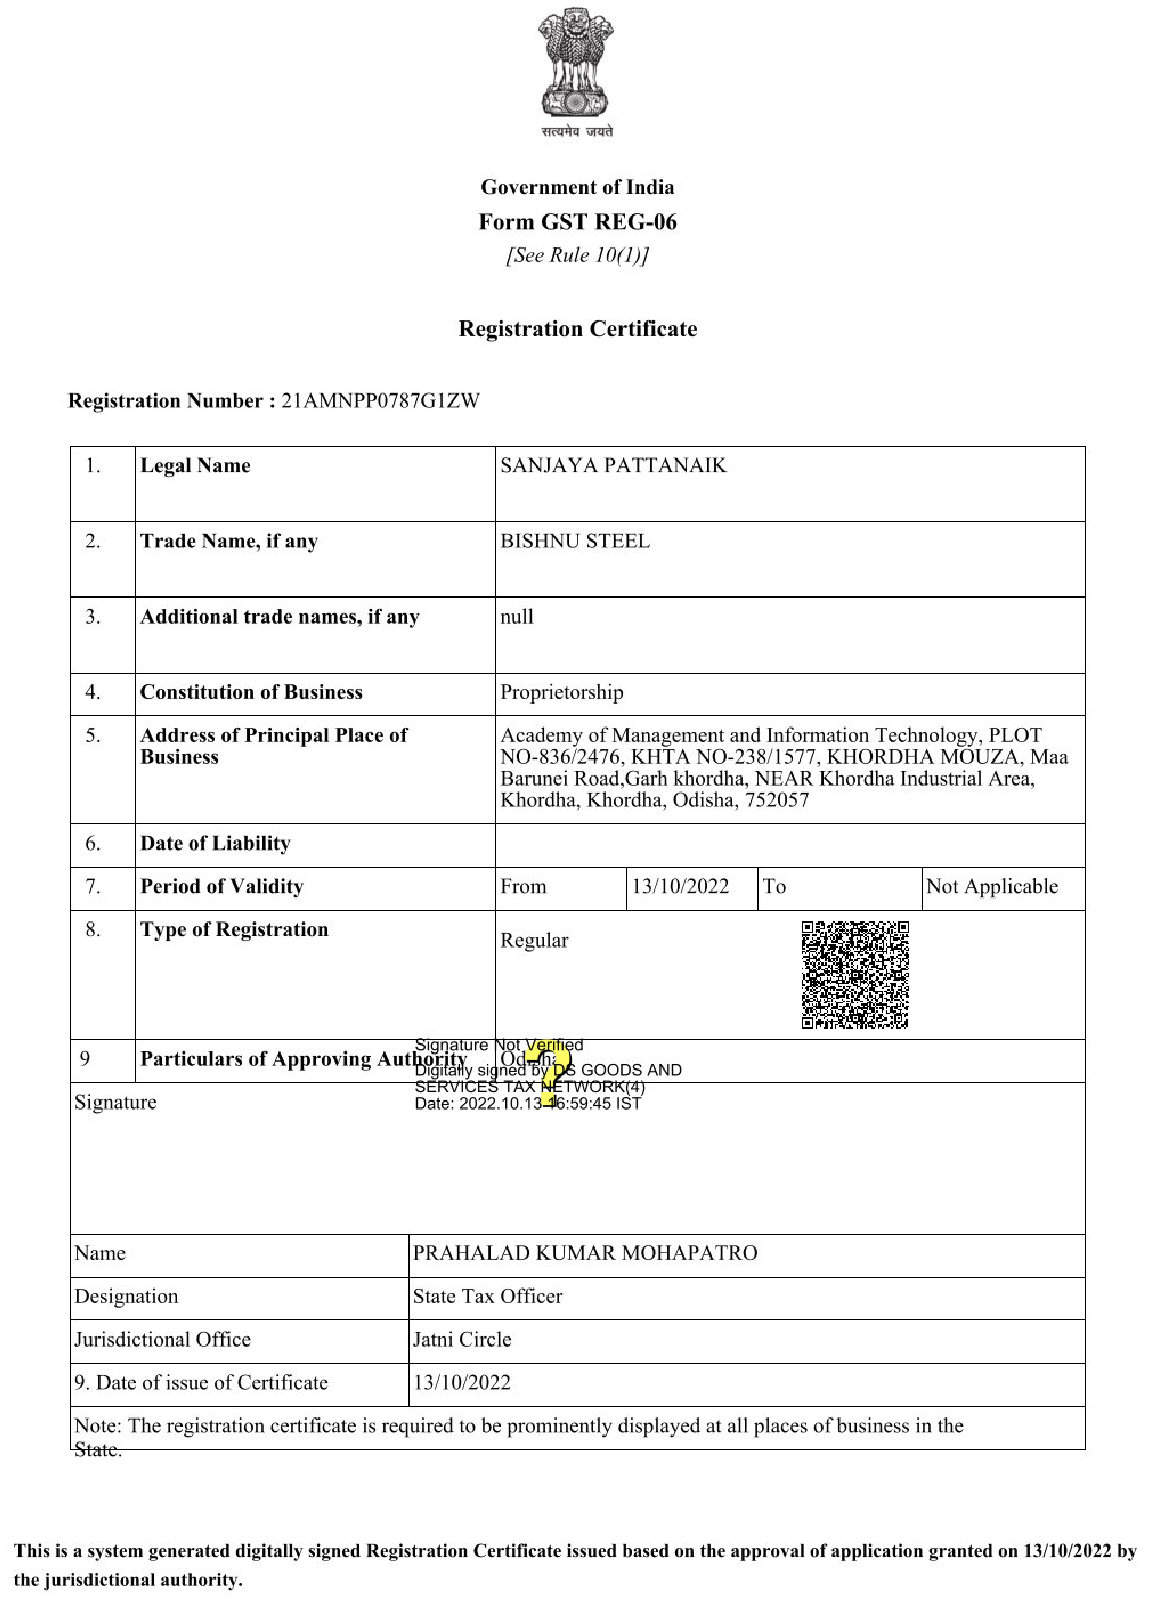 सत्यमेव जयते
Government of India
Form GST REG-06
[See Rule 10(1)]
Registration Certificate
Registration Number : 21AMNPP0787G1ZW
1. Legal Name SANJAYA PATTANAIK
2. Trade Name, if any BISHNU STEEL
3. Additional trade names, if any null
4. Constitution of Business Proprietorship
5. Address of Principal Place of Business
Academy of Management and Information Technology, PLOT
NO-836/2476, KHTA NO-238/1577, KHORDHA MOUZA, Maa
Barunei Road,Garh khordha, NEAR Khordha Industrial Area,
Khordha, Khordha, Odisha, 752057
6. Date of Liability
7. Period of Validity From 13/10/2022 To Not Applicable
8. Type of Registration Regular
9 Particulars of Approving Authority Odisha
Signature Not Verified
Digitally signed by DS GOODS AND
SERVICES TAX NETWORK(4)
Date: 2022.10.13 16:59:45 IST
Signature
Name PRAHALAD KUMAR MOHAPATRO
Designation State Tax Officer
Jurisdictional Office Jatni Circle
9. Date of issue of Certificate 13/10/2022
Note: The registration certificate is required to be prominently displayed at all places of business in the
State.
This is a system generated digitally signed Registration Certificate issued based on the approval of application granted on 13/10/2022 by
the jurisdictional authority.